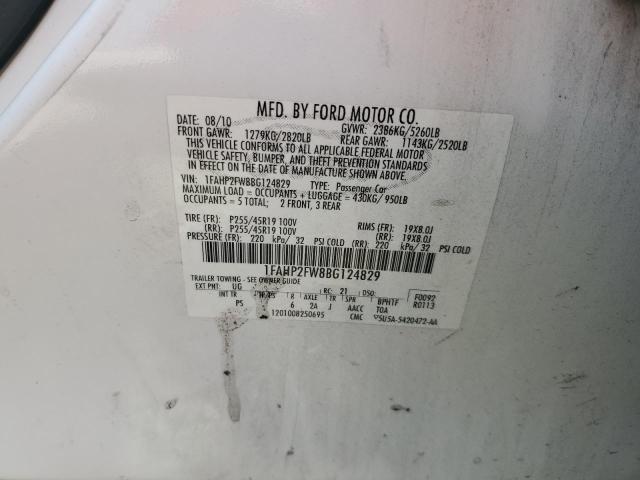 MFD. BY FORD MOTOR CO.
DATE: 08/10 GVWR: 2386KG/5260LB
FRONT GAWR: 1279KG/2820LB REAR GAWR: 1143KG/2520LB
THIS VEHICLE CONFORMS TO ALL APPLICABLE FEDERAL MOTOR
VEHICLE SAFETY, BUMPER, AND THEFT PREVENTION STANDARDS
IN EFFECT ON THE DATE OF MANUFACTURE SHOWN ABOVE.
VIN: 1FAHP2FW8BG124829 TYPE: Passenger Car
MAXIMUM LOAD = OCCUPANTS + LUGGAGE = 430KG/950LB
OCCUPANTS = 5 TOTAL; 2 FRONT, 3 REAR
TIRE (FR): P255/45R19 100V RIMS (FR): 19X8.0J
(RR): P255/45R19 100V (RR): 19X8.0J
PRESSURE (FR): 220 kPa/ 32 PSI COLD (RR): 220 kPa/ 32 PSI COLD
1FAHP2FW8BG124829
TRAILER TOWING - SEE OWNER GUIDE
EXT PNT: UG RC: 21 DSO: F0092
INT TR TP/PS R AXLE TR SPR BPHTF R0113
PS 6 2A J AACC TOA
1201008250695 CMC 5U5A-5420472-AA